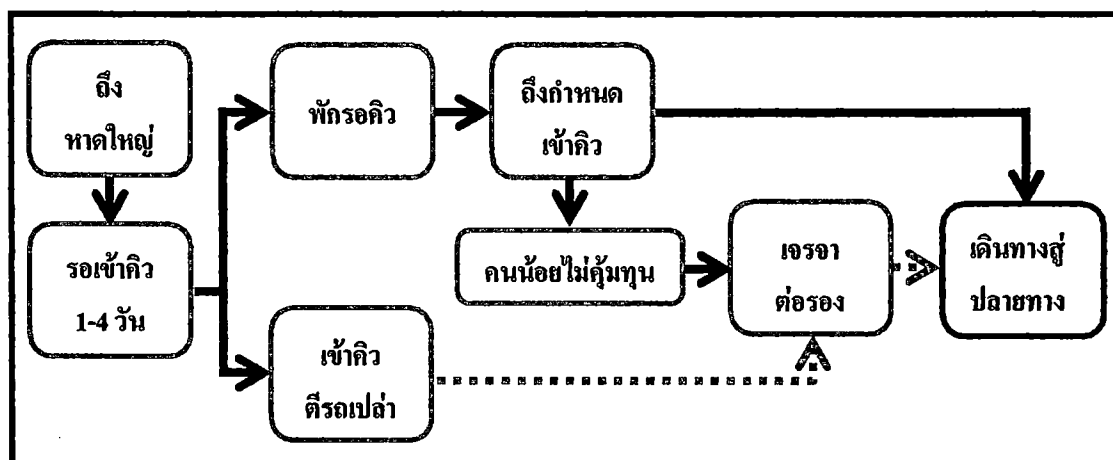 ถึง
หาดใหญ่
รอเข้าคิว
1-4 วัน
พักรอคิว
ถึงกำหนด
เข้าคิว
คนน้อยไม่คุ้มทุน
เข้าคิว
ตีรถเปล่า
เจรจา
ต่อรอง
เดินทางสู่
ปลายทาง